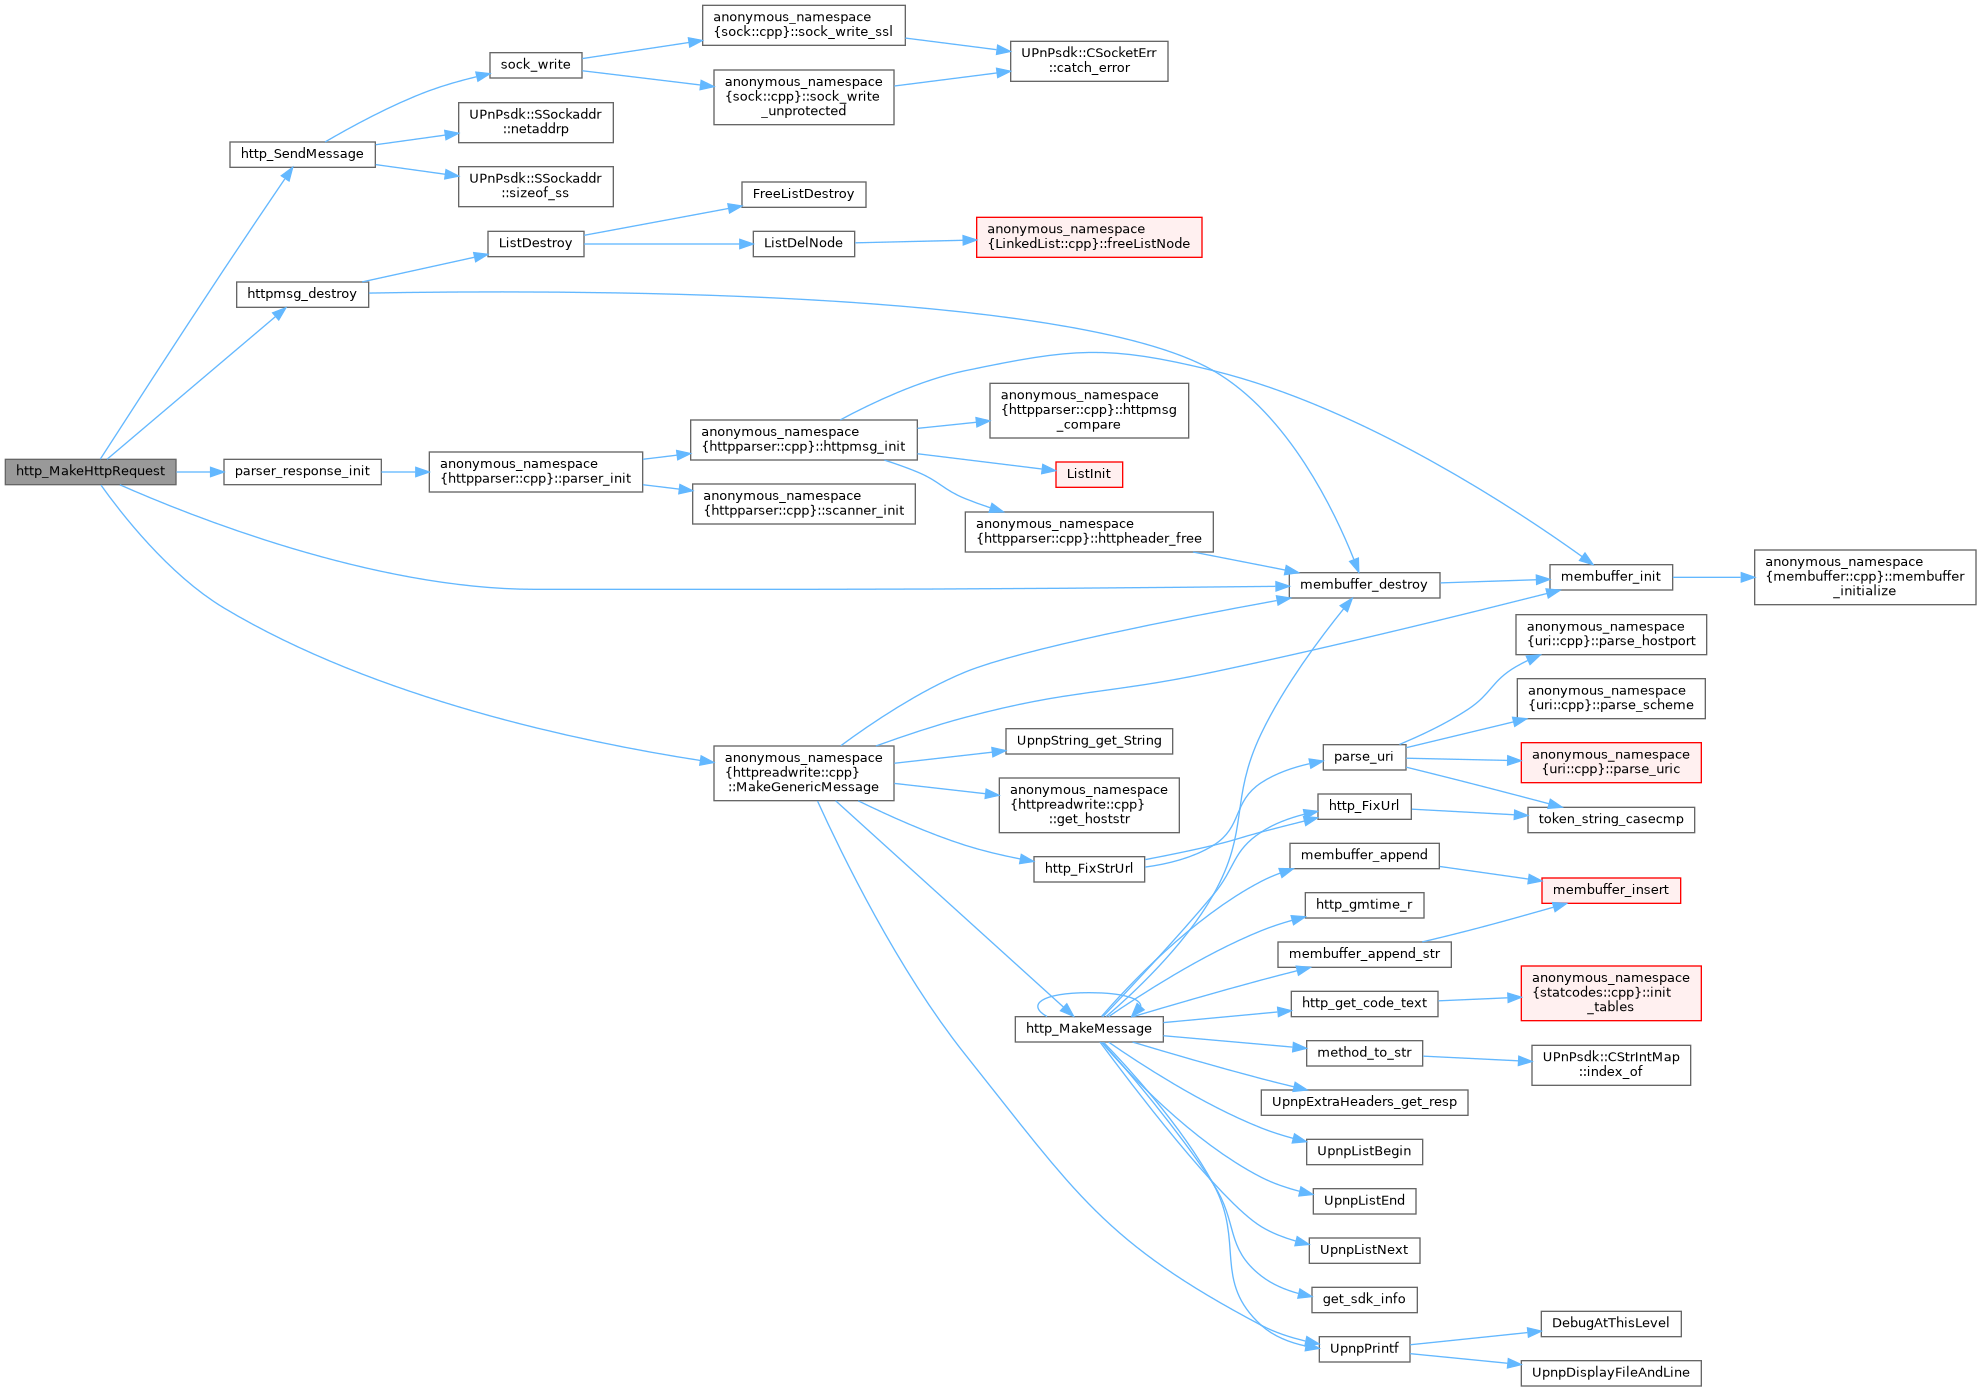 anonymous_namespace
{sock::cpp}::sock_write_ssl
UPnPsdk::CSocketErr
::catch_error
sock_write
anonymous_namespace
{sock::cpp}::sock_write
_unprotected
UPnPsdk::SSockaddr
::netaddrp
http_SendMessage
UPnPsdk::SSockaddr
::sizeof_ss
FreeListDestroy
ListDestroy
ListDelNode
anonymous_namespace
{LinkedList::cpp}::freeListNode
httpmsg_destroy
anonymous_namespace
{httpparser::cpp}::httpmsg
_compare
anonymous_namespace
{httpparser::cpp}::httpmsg_init
http_MakeHttpRequest
parser_response_init
anonymous_namespace
{httpparser::cpp}::parser_init
ListInit
anonymous_namespace
{httpparser::cpp}::scanner_init
anonymous_namespace
{httpparser::cpp}::httpheader_free
membuffer_destroy
membuffer_init
anonymous_namespace
{membuffer::cpp}::membuffer
_initialize
anonymous_namespace
{uri::cpp}::parse_hostport
anonymous_namespace
{uri::cpp}::parse_scheme
UpnpString_get_String
parse_uri
anonymous_namespace
{uri::cpp}::parse_uric
anonymous_namespace
{httpreadwrite::cpp}
::MakeGenericMessage
anonymous_namespace
{httpreadwrite::cpp}
::get_hoststr
http_FixUrl
token_string_casecmp
http_FixStrUrl
membuffer_append
membuffer_insert
http_gmtime_r
membuffer_append_str
http_get_code_text
anonymous_namespace
{statcodes::cpp}::init
_tables
http_MakeMessage
method_to_str
UPnPsdk::CStrIntMap
::index_of
UpnpExtraHeaders_get_resp
UpnpListBegin
UpnpListEnd
UpnpListNext
get_sdk_info
UpnpPrintf
DebugAtThisLevel
UpnpDisplayFileAndLine